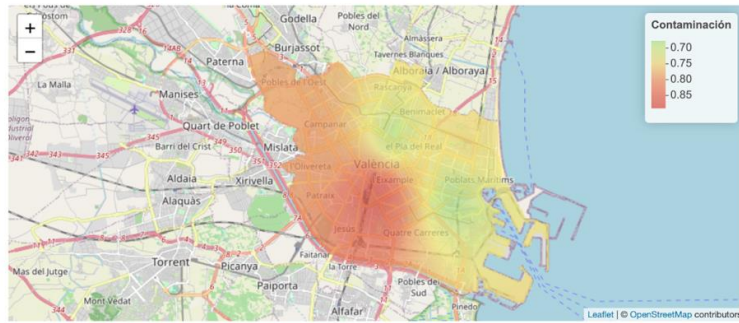 Godella
Pobles del Nord
Almàssera
Burjassot
Tavernes Blanques
Paterna
Alboraia / Alboraya
La Malla
Pobles de l'Oest
Rascanya
Manises
Benimaclet
Quart de Poblet
Campanar
Barri del Crist
Mislata
el Pla del Real
València
Aldaia
Xirivella
l'Olivereta
Eixample
Poblats Marítims
Alaquàs
Patraix
Jesús
Quatre Carreres
Faitanar
Torrent
Picanya
la Torre
Mas del Jutge
Paiporta
Pobles del Sud
Mont Vedat
Alfafar
Pinedo
+
−
Contaminación
0.70
0.75
0.80
0.85
Leaflet | © OpenStreetMap contributors